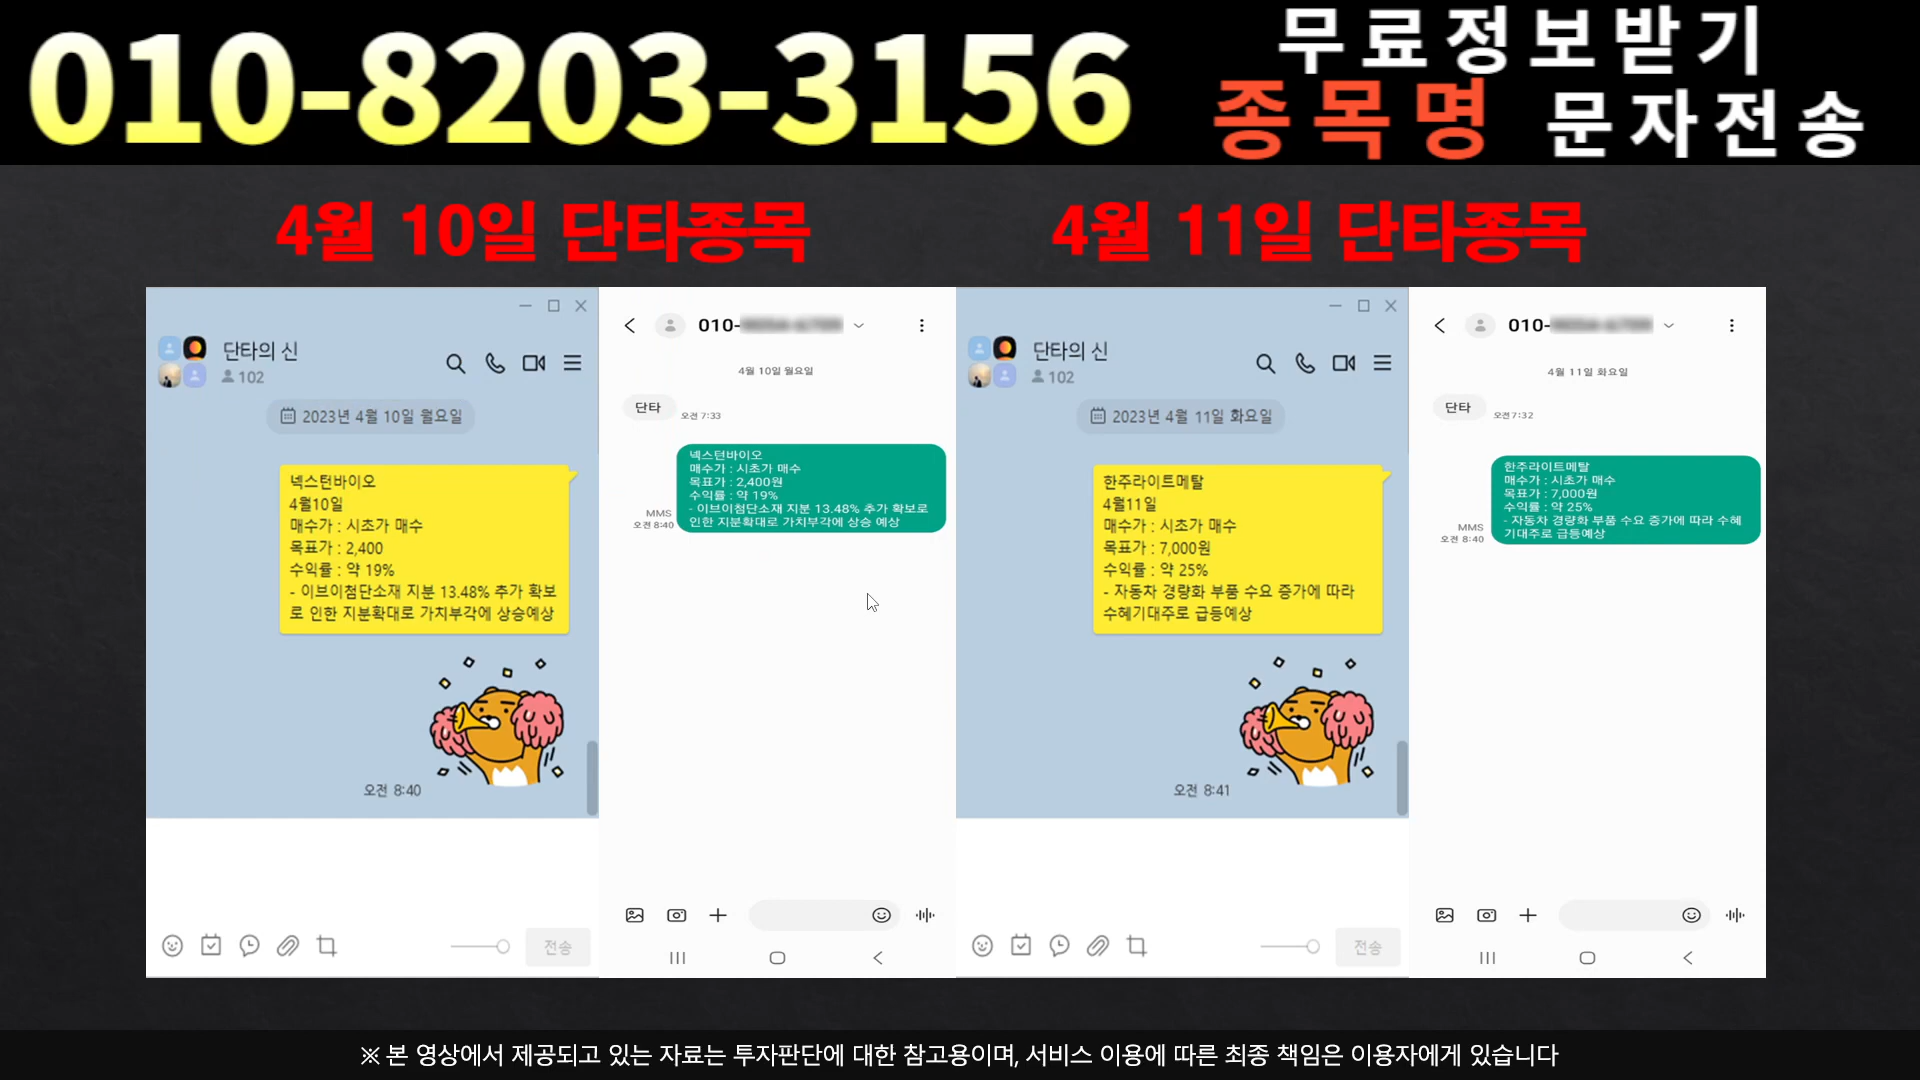 010-8203-3156
무료정보받기
종목명 문자전송
4월 10일 단타종목
4월 11일 단타종목
단타의 신
102
2023년 4월 10일 월요일
넥스턴바이오
4월10일
매수가 : 시초가 매수
목표가 : 2,400
수익률 : 약 19%
- 이브이첨단소재 지분 13.48% 추가 확보
로 인한 지분확대로 가치부각에 상승예상
오전 8:40
전송
010-
4월 10일 월요일
단타
오전 7:33
넥스턴바이오
매수가 : 시초가 매수
목표가 : 2,400원
수익률 : 약 19%
- 이브이첨단소재 지분 13.48% 추가 확보로
인한 지분확대로 가치부각에 상승 예상
MMS
오전 8:40
단타의 신
102
2023년 4월 11일 화요일
한주라이트메탈
4월11일
매수가 : 시초가 매수
목표가 : 7,000원
수익률 : 약 25%
- 자동차 경량화 부품 수요 증가에 따라
수혜기대주로 급등예상
오전 8:41
전송
010-
4월 11일 화요일
단타
오전 7:32
한주라이트메탈
매수가 : 시초가 매수
목표가 : 7,000원
수익률 : 약 25%
- 자동차 경량화 부품 수요 증가에 따라 수혜
기대주로 급등예상
MMS
오전 8:40
※ 본 영상에서 제공되고 있는 자료는 투자판단에 대한 참고용이며, 서비스 이용에 따른 최종 책임은 이용자에게 있습니다